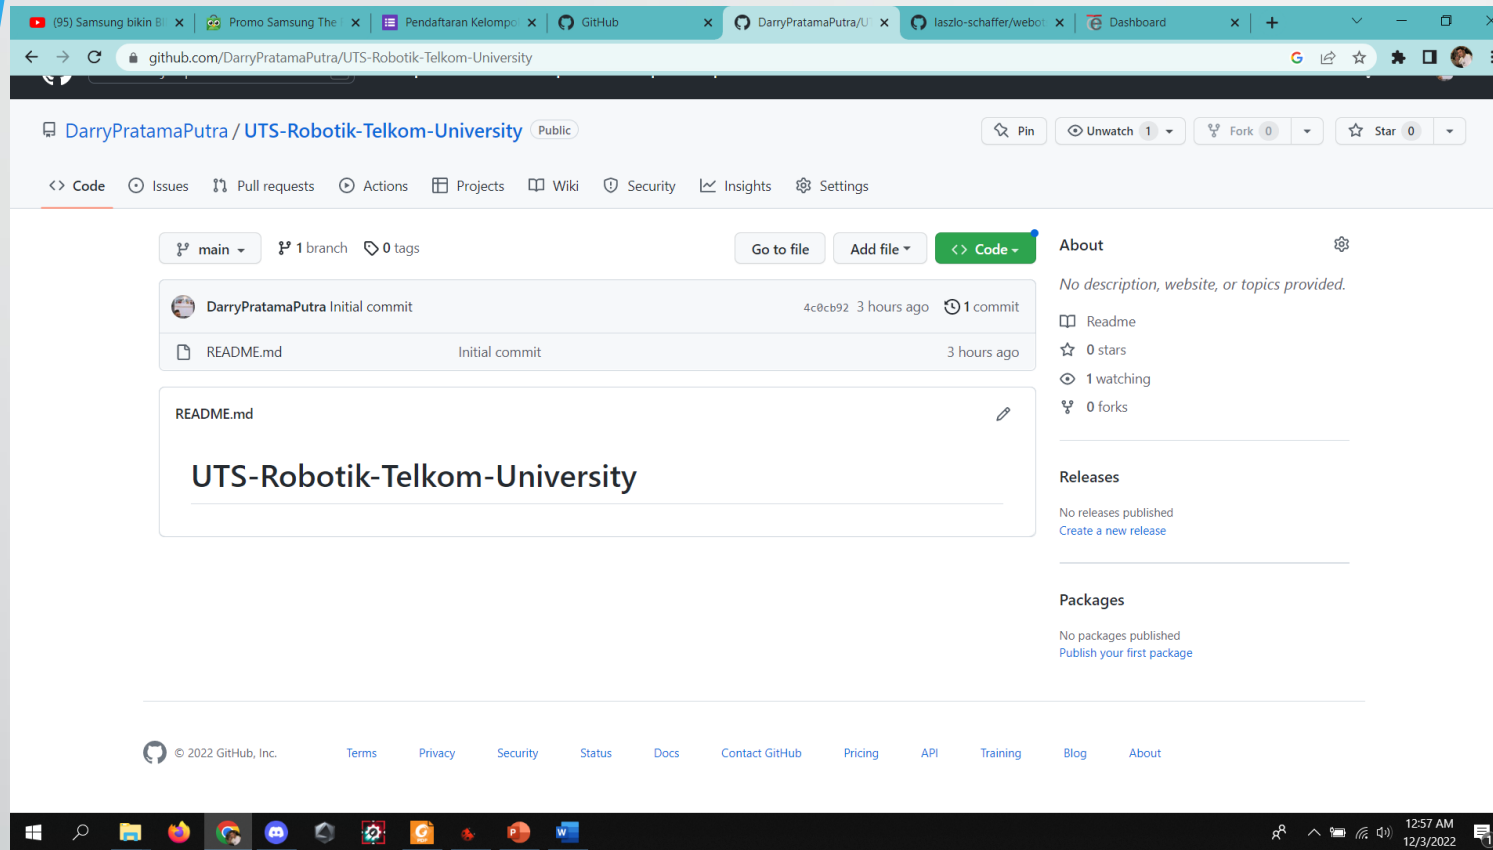 (95) Samsung bikin Bl
Promo Samsung The
Pendaftaran Kelompo
GitHub
DarryPratamaPutra/U
laszlo-schaffer/webot
Dashboard
github.com/DarryPratamaPutra/UTS-Robotik-Telkom-University
DarryPratamaPutra / UTS-Robotik-Telkom-University Public
Pin
Unwatch 1
Fork 0
Star 0
Code
Issues
Pull requests
Actions
Projects
Wiki
Security
Insights
Settings
main
1 branch
0 tags
Go to file
Add file
Code
DarryPratamaPutra Initial commit
4c0cb92 3 hours ago
1 commit
README.md
Initial commit
3 hours ago
README.md
UTS-Robotik-Telkom-University
About
No description, website, or topics provided.
Readme
0 stars
1 watching
0 forks
Releases
No releases published
Create a new release
Packages
No packages published
Publish your first package
© 2022 GitHub, Inc.
Terms
Privacy
Security
Status
Docs
Contact GitHub
Pricing
API
Training
Blog
About
12:57 AM
12/3/2022